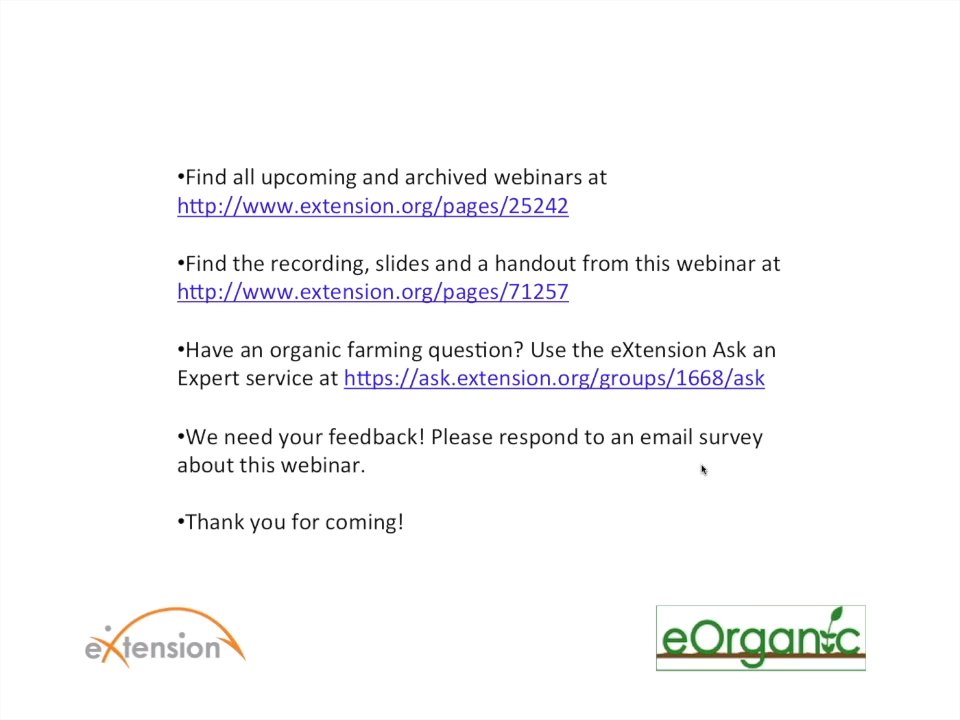 •Find all upcoming and archived webinars at
http://www.extension.org/pages/25242
•Find the recording, slides and a handout from this webinar at
http://www.extension.org/pages/71257
•Have an organic farming question? Use the eXtension Ask an
Expert service at https://ask.extension.org/groups/1668/ask
•We need your feedback! Please respond to an email survey
about this webinar.
•Thank you for coming!
eXtension
eOrganic